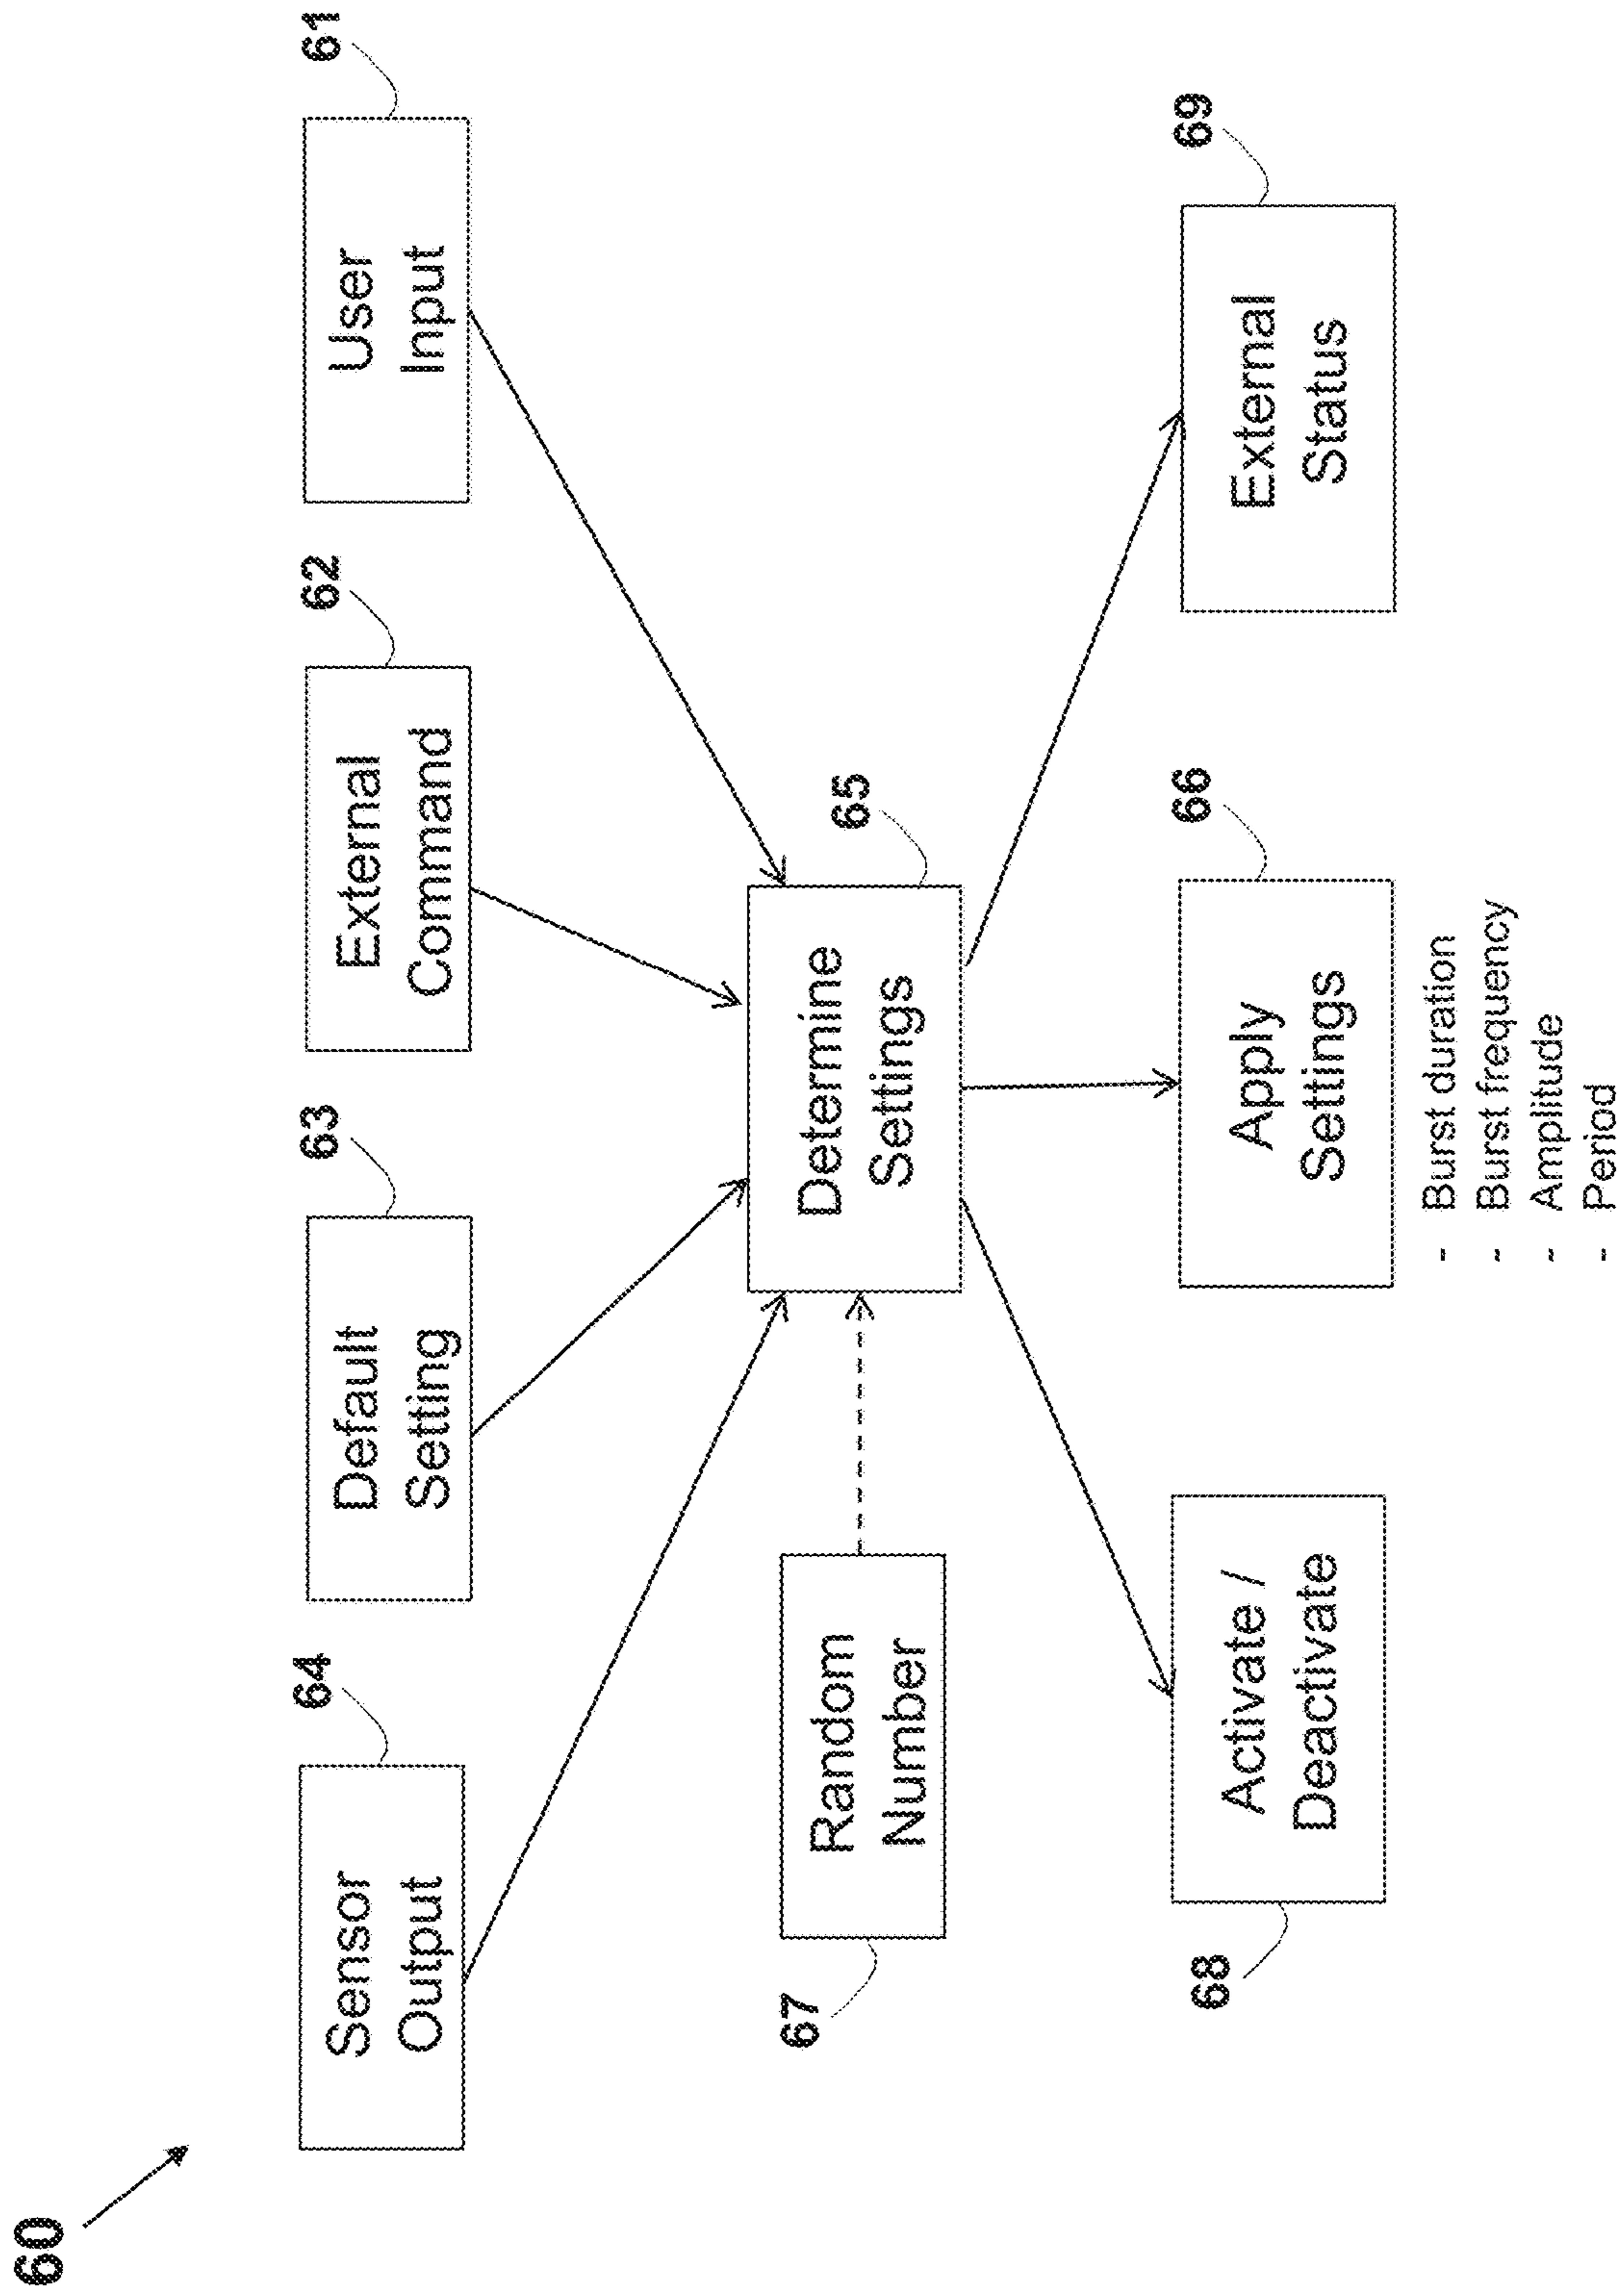 60
64
63
62
61
Sensor
Output
Default
Setting
External
Command
User
Input
67
Random
Number
65
Determine
Settings
68
Activate /
Deactivate
66
Apply
Settings
69
External
Status
- Burst duration
- Burst frequency
- Amplitude
- Period